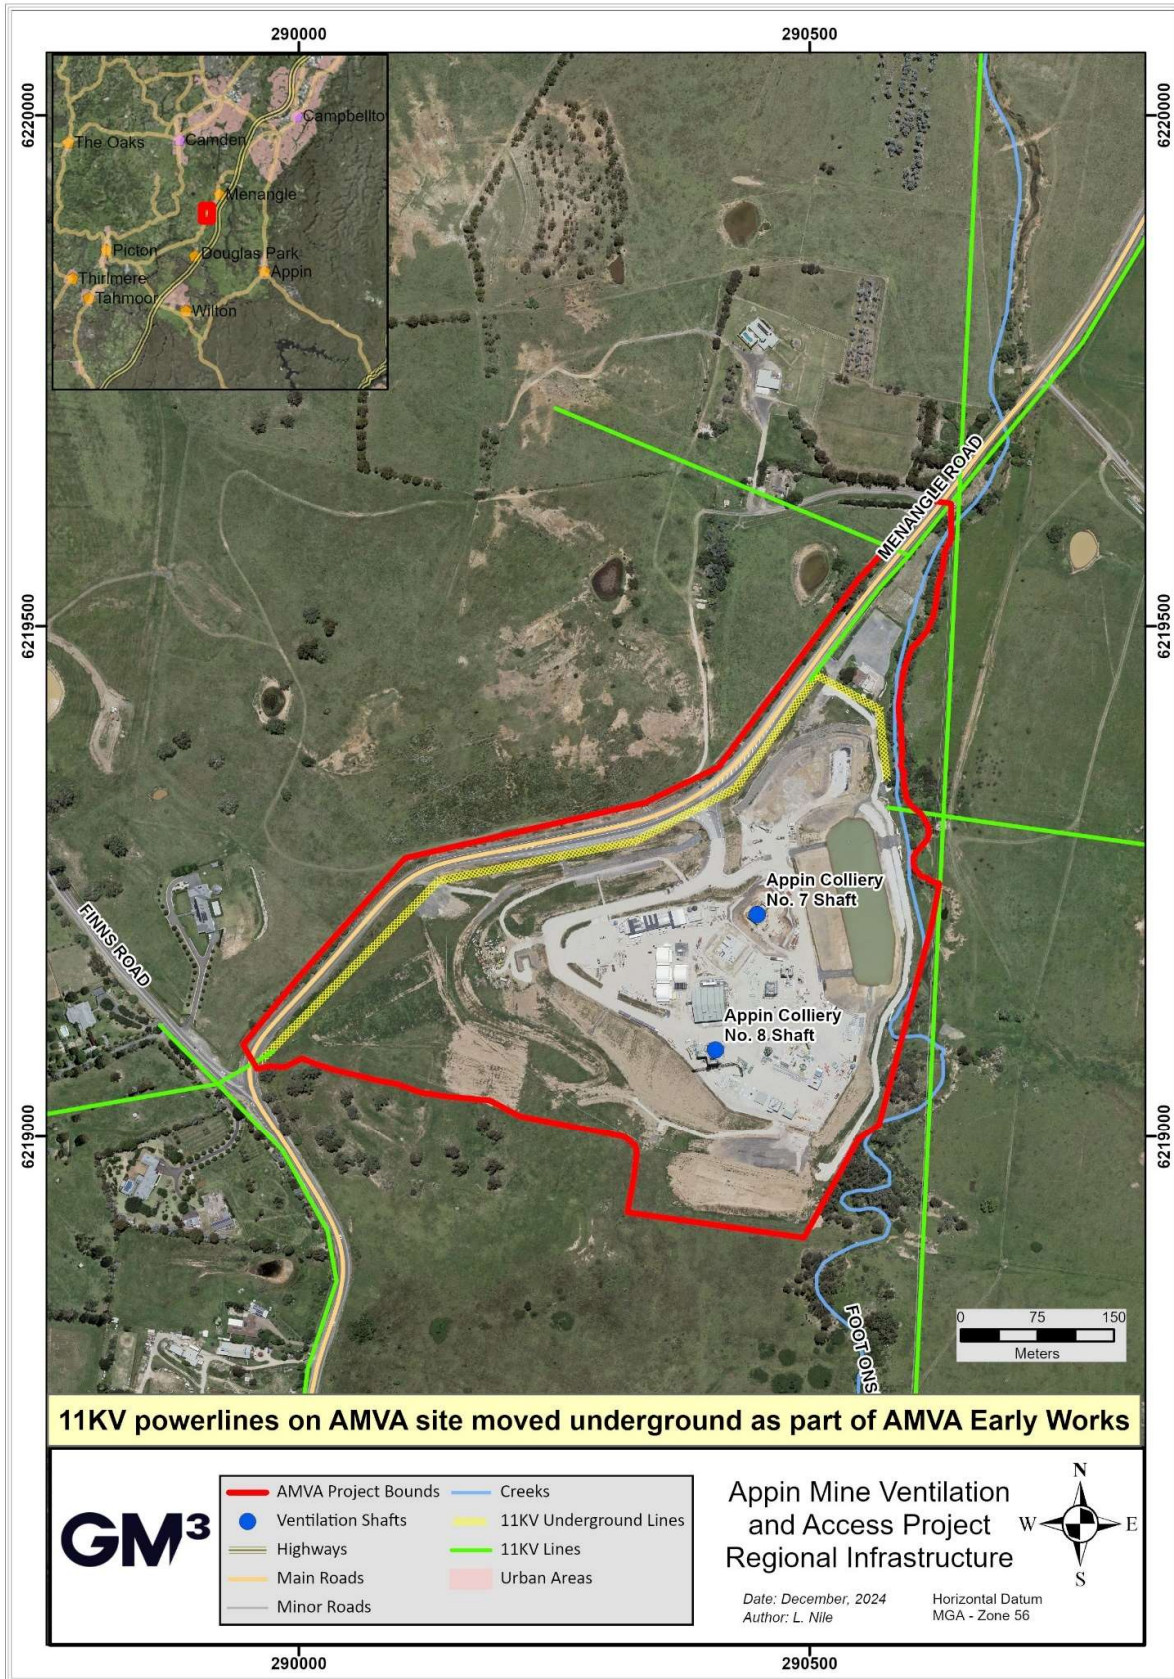 290000
290500
6220000
6220000
The Oaks
Camden
Campbellto
Menangle
Picton
Douglas Park
Thirlmere
Appin
Tahmoor
Wilton
MENANGLE ROAD
6219500
6219500
Appin Colliery
No. 7 Shaft
FINNS ROAD
Appin Colliery
No. 8 Shaft
6219000
6219000
FOOT ONS
0 75 150
Meters
11KV powerlines on AMVA site moved underground as part of AMVA Early Works
GM³
AMVA Project Bounds
Ventilation Shafts
Highways
Main Roads
Minor Roads
Creeks
11KV Underground Lines
11KV Lines
Urban Areas
Appin Mine Ventilation
and Access Project
Regional Infrastructure
Date: December, 2024
Author: L. Nile
Horizontal Datum
MGA - Zone 56
N
W E
S
290000
290500